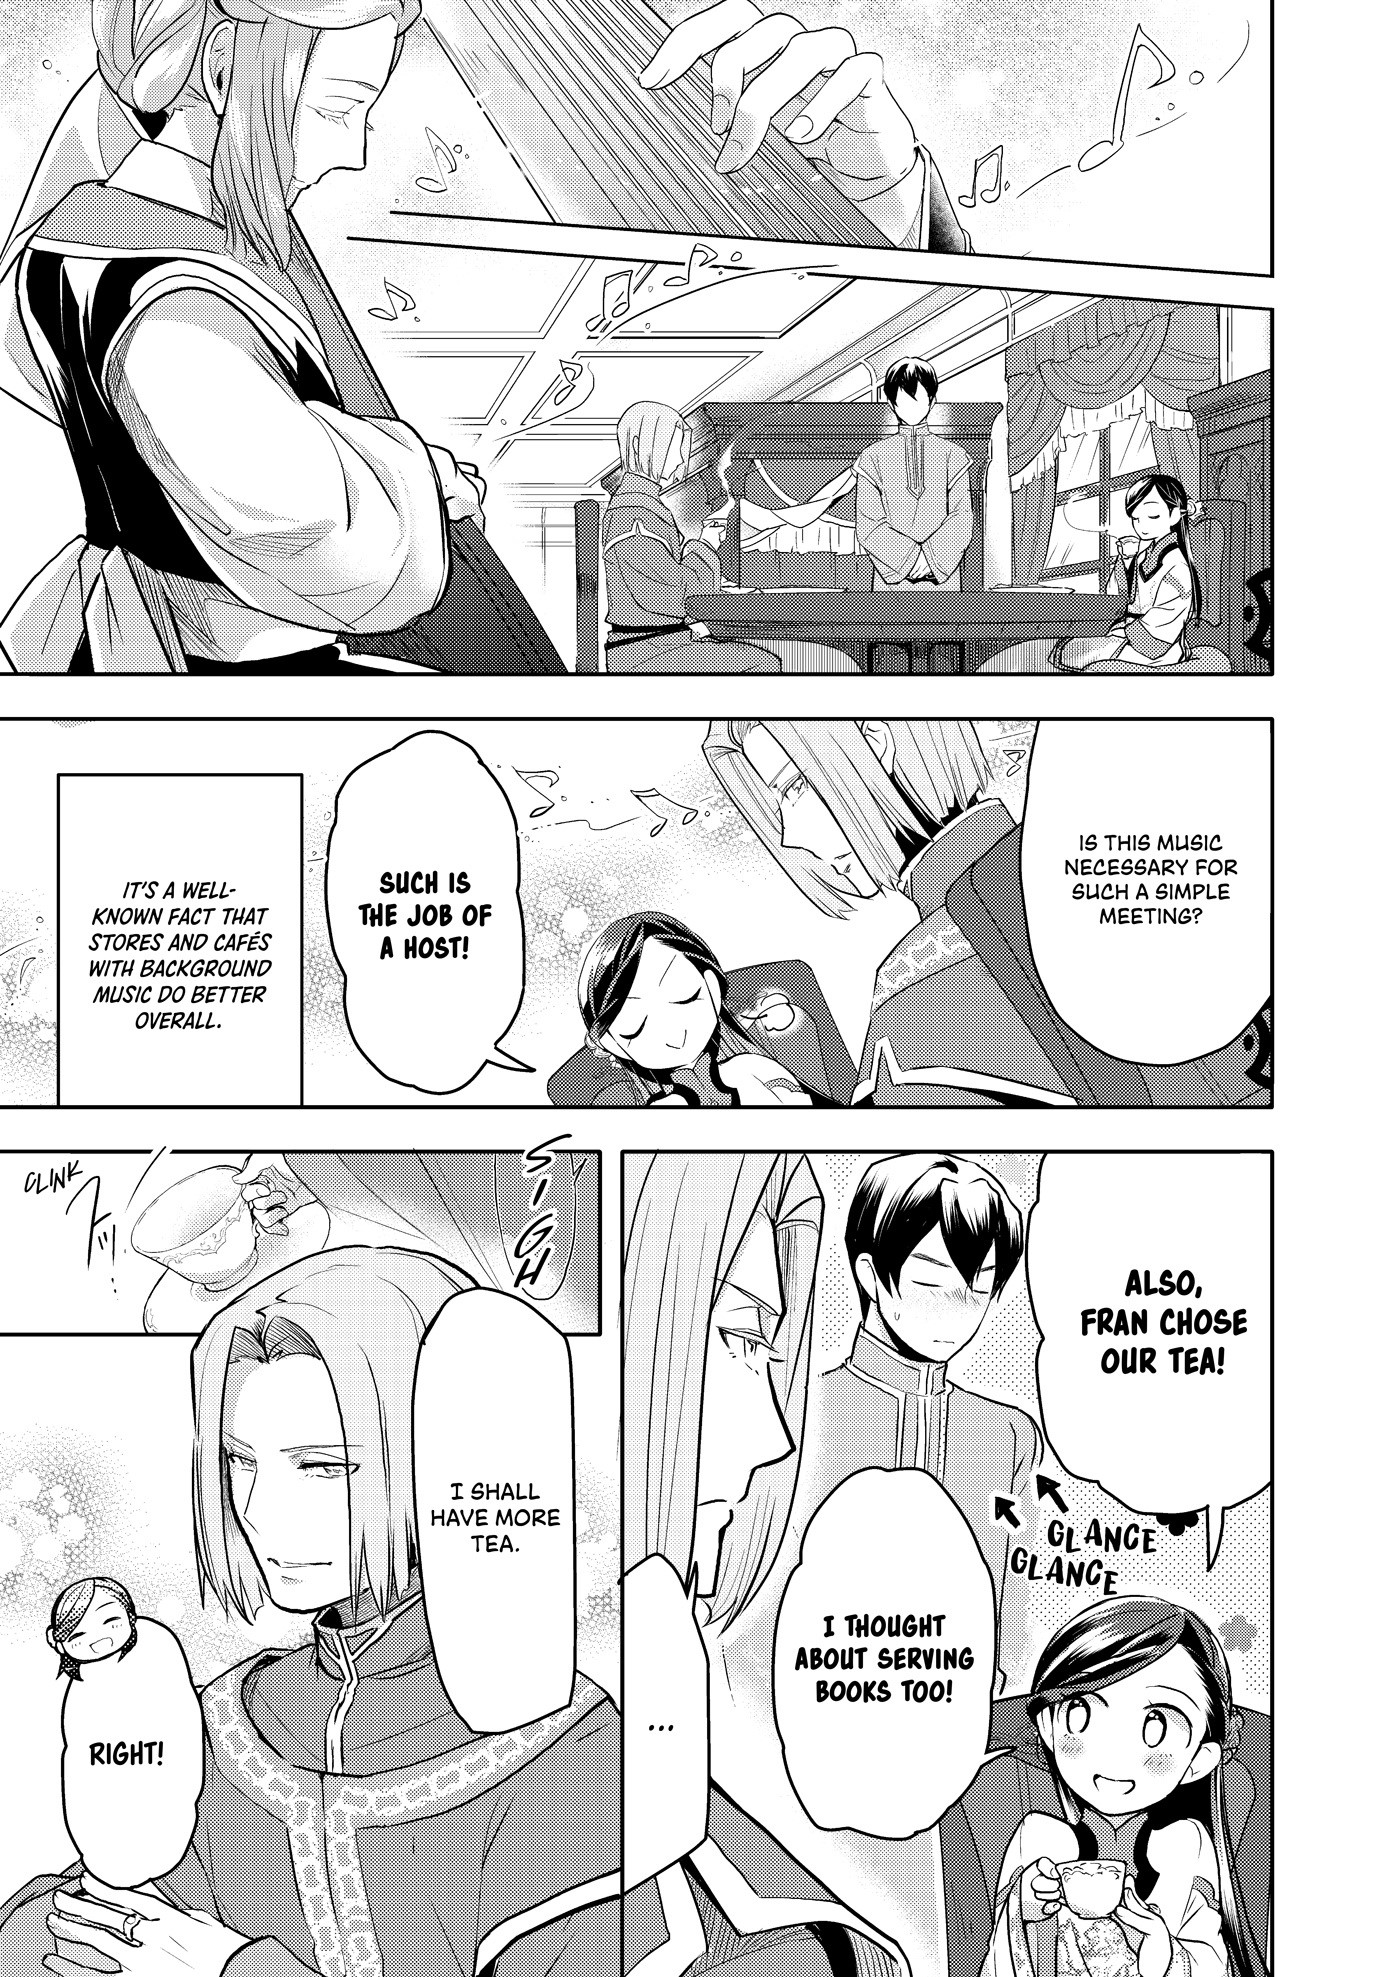 IS THIS MUSIC
NECESSARY FOR
SUCH A SIMPLE
MEETING?
SUCH IS
THE JOB OF
A HOST!
IT'S A WELL-
KNOWN FACT THAT
STORES AND CAFÉS
WITH BACKGROUND
MUSIC DO BETTER
OVERALL.
ALSO,
FRAN CHOSE
OUR TEA!
GLANCE
GLANCE
I THOUGHT
ABOUT SERVING
BOOKS TOO!
...
SIGH
CLINK
I SHALL
HAVE MORE
TEA.
RIGHT!